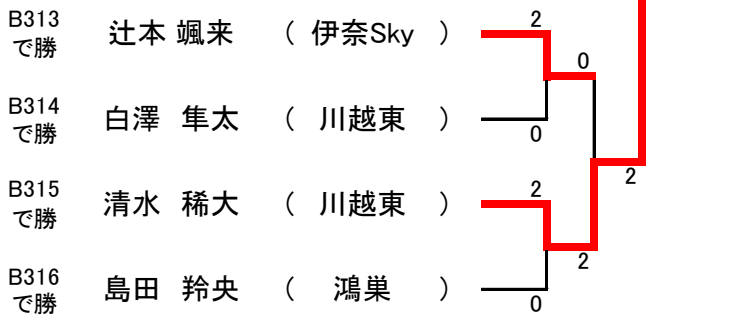 B313
で勝
辻本 颯来 （ 伊奈Sky ） 2
0
B314
で勝
白澤 隼太 （ 川越東 ） 0
2
B315
で勝
清水 稀大 （ 川越東 ） 2
2
B316
で勝
島田 羚央 （ 鴻巣 ） 0